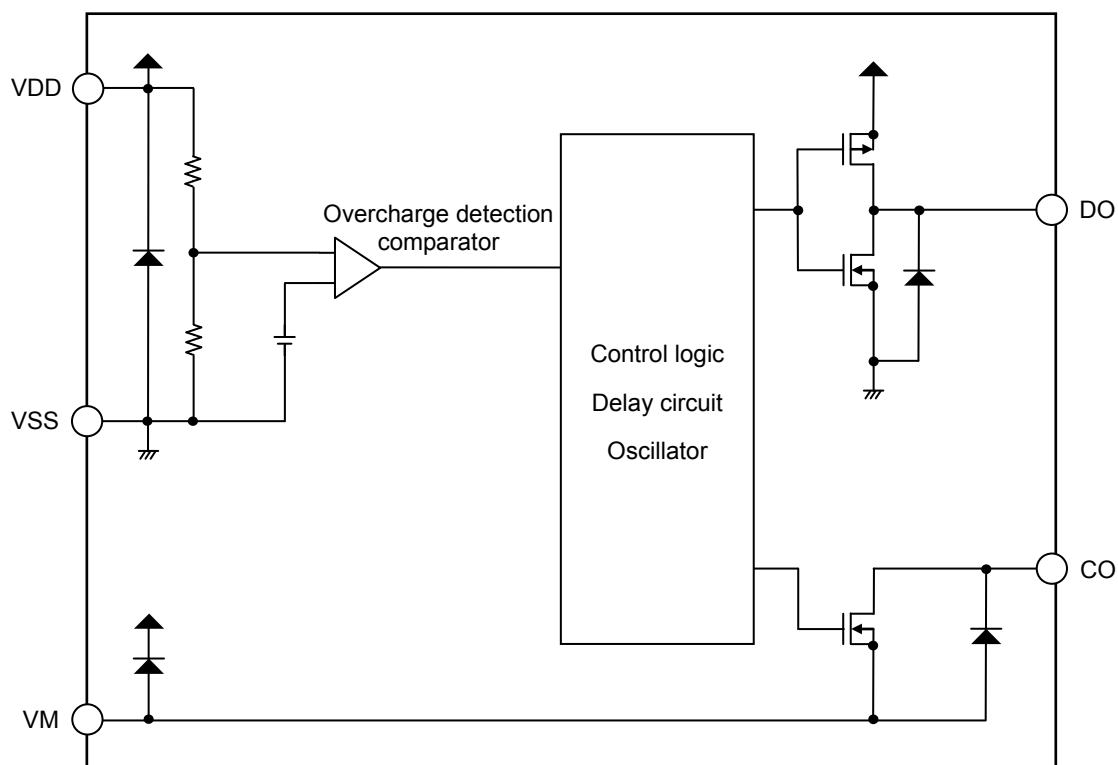 VDD
Overcharge detection
comparator
DO
VSS
Control logic
Delay circuit
Oscillator
CO
VM